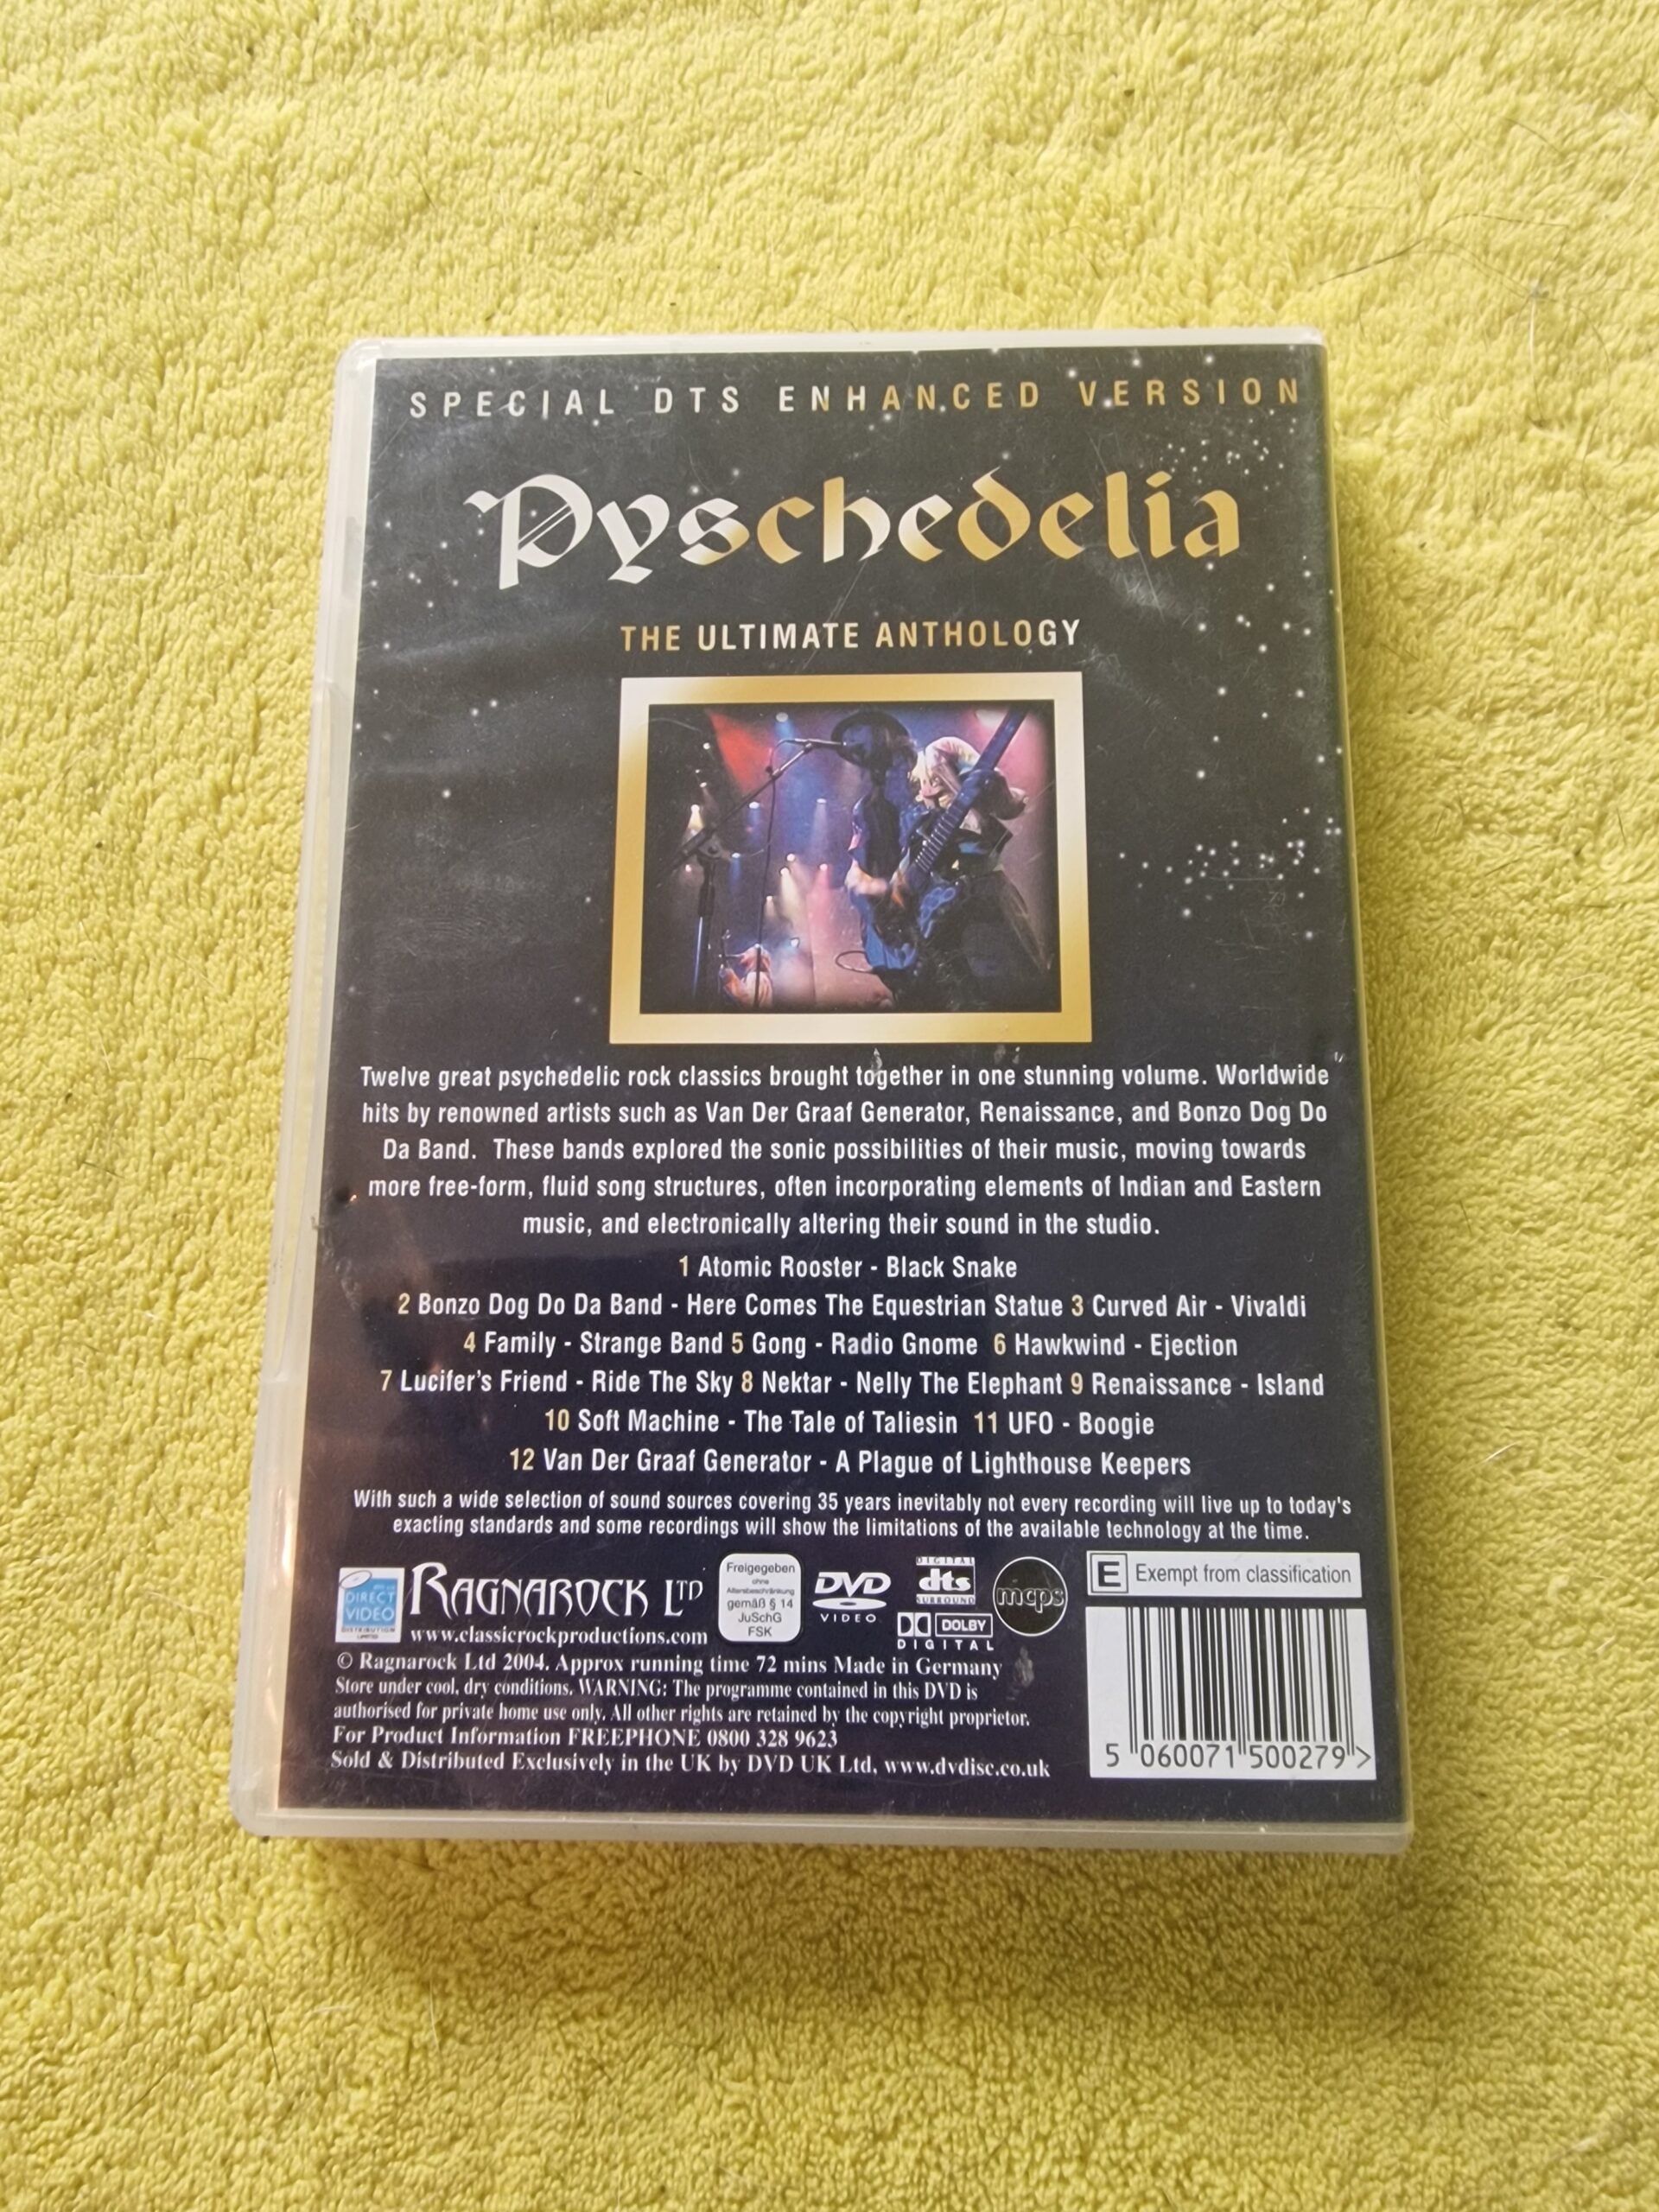 SPECIAL DTS ENHANCED VERSION
Pyschedelia
THE ULTIMATE ANTHOLOGY
Twelve great psychedelic rock classics brought together in one stunning volume. Worldwide
hits by renowned artists such as Van Der Graaf Generator, Renaissance, and Bonzo Dog Do
Da Band. These bands explored the sonic possibilities of their music, moving towards
more free-form, fluid song structures, often incorporating elements of Indian and Eastern
music, and electronically altering their sound in the studio.
1 Atomic Rooster - Black Snake
2 Bonzo Dog Do Da Band - Here Comes The Equestrian Statue 3 Curved Air - Vivaldi
4 Family - Strange Band 5 Gong - Radio Gnome 6 Hawkwind - Ejection
7 Lucifer's Friend - Ride The Sky 8 Nektar - Nelly The Elephant 9 Renaissance - Island
10 Soft Machine - The Tale of Taliesin 11 UFO - Boogie
12 Van Der Graaf Generator - A Plague of Lighthouse Keepers
With such a wide selection of sound sources covering 35 years inevitably not every recording will live up to today's
exacting standards and some recordings will show the limitations of the available technology at the time.
DIRECT
VIDEO
DISTRIBUTION
LIMITED
RAGNAROCK LTD
www.classicrockproductions.com
Freigegeben
ohne
Altersbeschränkung
gemäß § 14
JuSchG
FSK
DVD
VIDEO
DIGITAL
dts
SURROUND
DOLBY
DIGITAL
mcps
E Exempt from classification
© Ragnarock Ltd 2004. Approx running time 72 mins Made in Germany
Store under cool, dry conditions. WARNING: The programme contained in this DVD is
authorised for private home use only. All other rights are retained by the copyright proprietor.
For Product Information FREEPHONE 0800 328 9623
Sold & Distributed Exclusively in the UK by DVD UK Ltd, www.dvdisc.co.uk
5 060071 500279 >